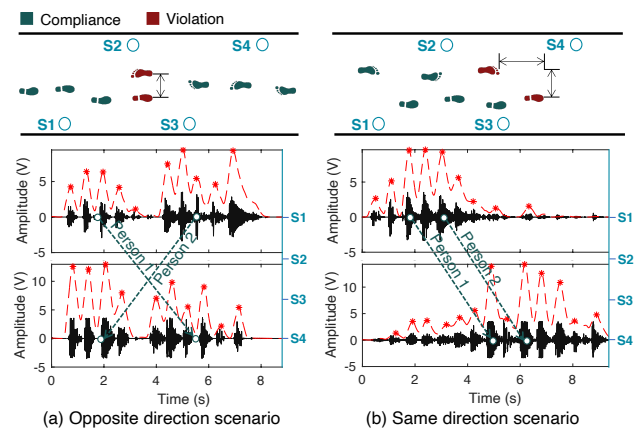 Compliance Violation
S2 S4 S2 S4
S1 S3 S1 S3
Amplitude (V) 10 5 0 -5 S1 Person 1 Person 2
Amplitude (V) 10 5 0 -5 S1 Person 1 Person 2
S2 S2
S3 S3
Amplitude (V) 10 5 0 -5 S4
Amplitude (V) 10 5 0 -5 S4
0 2 4 6 8
0 2 4 6 8
Time (s) Time (s)
(a) Opposite direction scenario (b) Same direction scenario